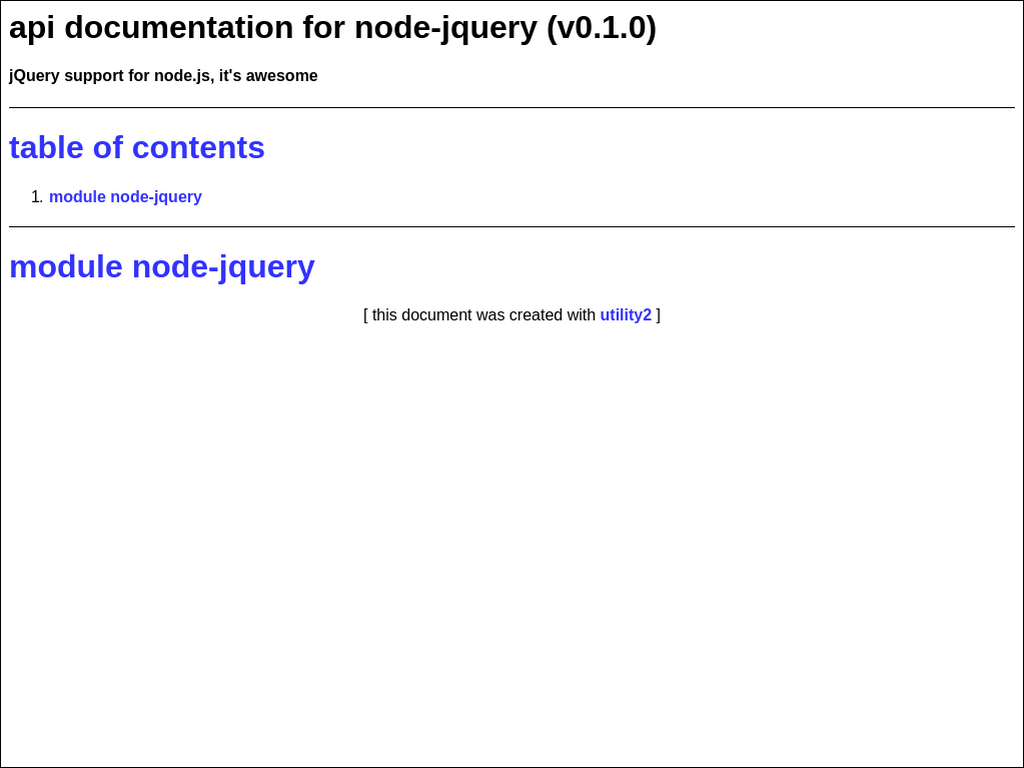 api documentation for node-jquery (v0.1.0)
jQuery support for node.js, it's awesome
table of contents
1. module node-jquery
module node-jquery
[ this document was created with utility2 ]